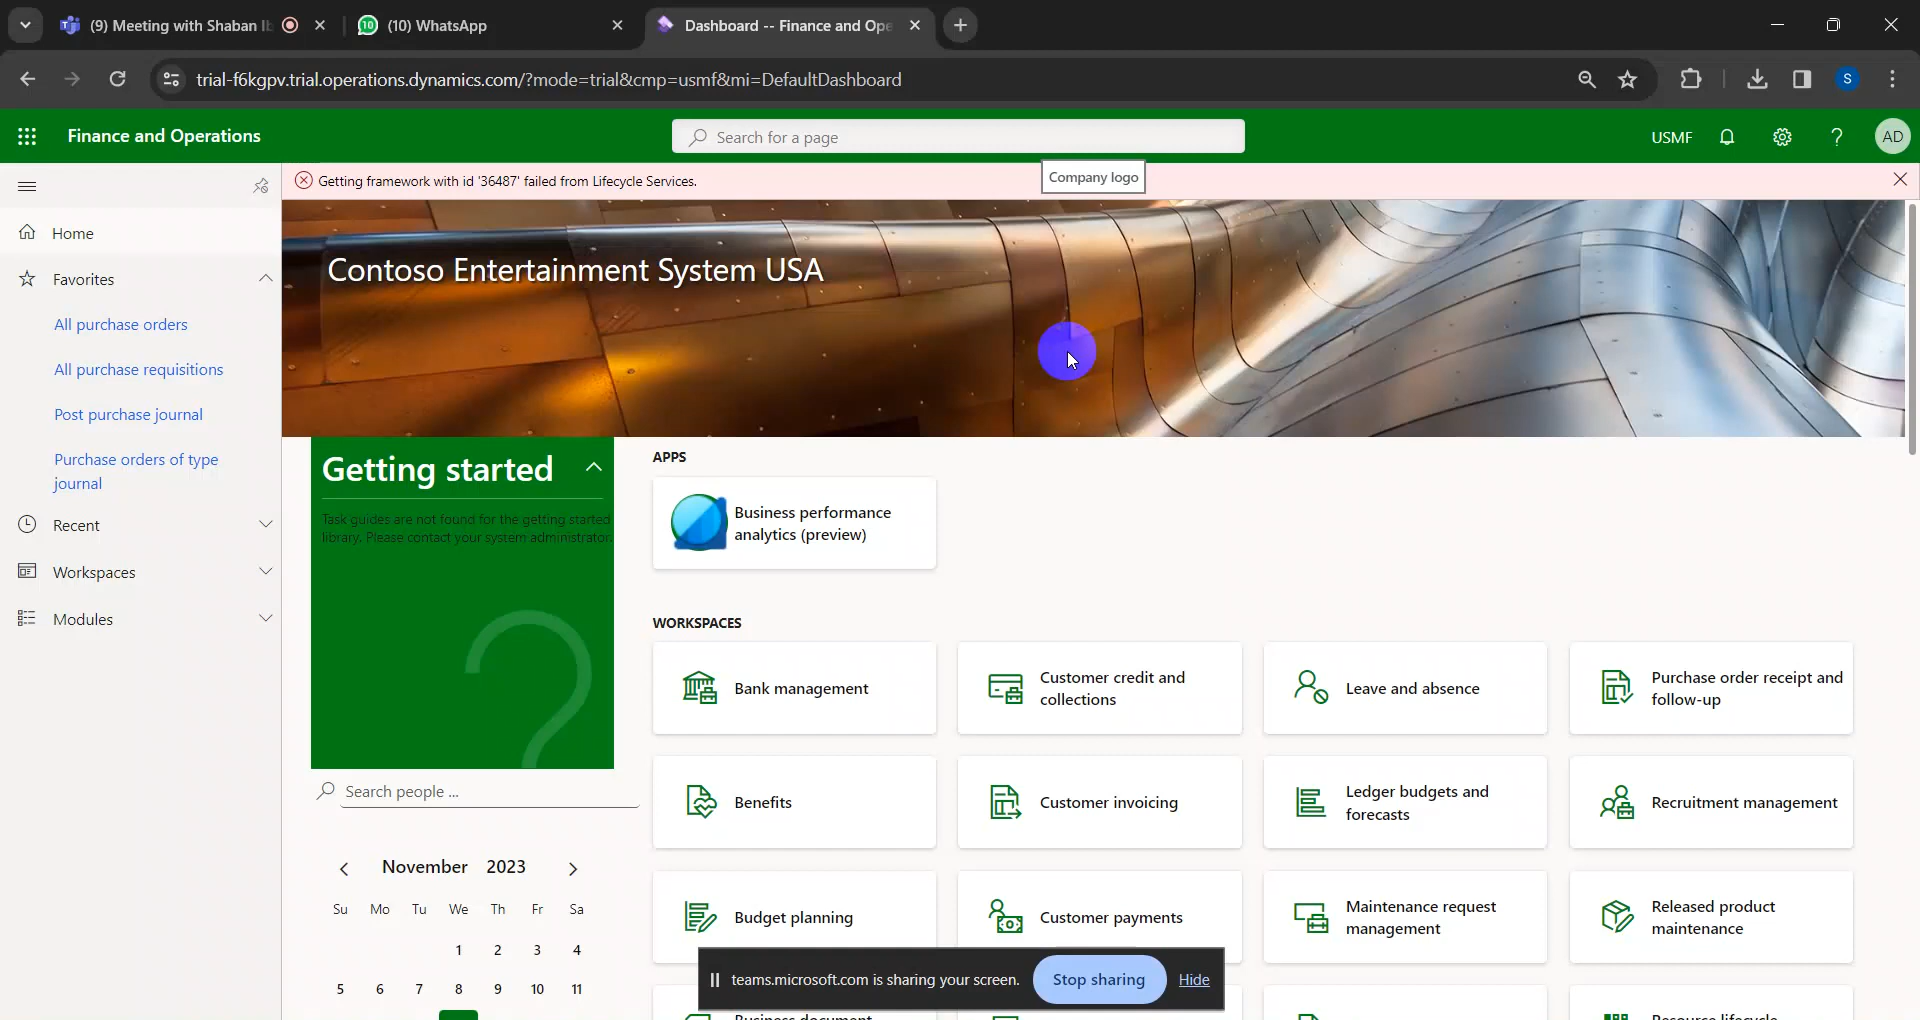 (9) Meeting with Shaban Ib
(10) WhatsApp
Dashboard -- Finance and Ope
trial-f6kgpv.trial.operations.dynamics.com/?mode=trial&cmp=usmf&mi=DefaultDashboard
S
Finance and Operations
Search for a page
USMF
?
AD
Getting framework with id '36487' failed from Lifecycle Services.
Company logo
Home
Favorites
All purchase orders
All purchase requisitions
Post purchase journal
Purchase orders of type
journal
Recent
Workspaces
Modules
Contoso Entertainment System USA
Getting started
Task guides are not found for the getting started
library. Please contact your system administrator.
?
Search people ...
November 2023
Su Mo Tu We Th Fr Sa
1 2 3 4
5 6 7 8 9 10 11
APPS
Business performance
analytics (preview)
WORKSPACES
Bank management
Customer credit and
collections
Leave and absence
Purchase order receipt and
follow-up
Benefits
Customer invoicing
Ledger budgets and
forecasts
Recruitment management
Budget planning
Customer payments
Maintenance request
management
Released product
maintenance
teams.microsoft.com is sharing your screen.
Stop sharing
Hide
Business document
Resource lifecycle